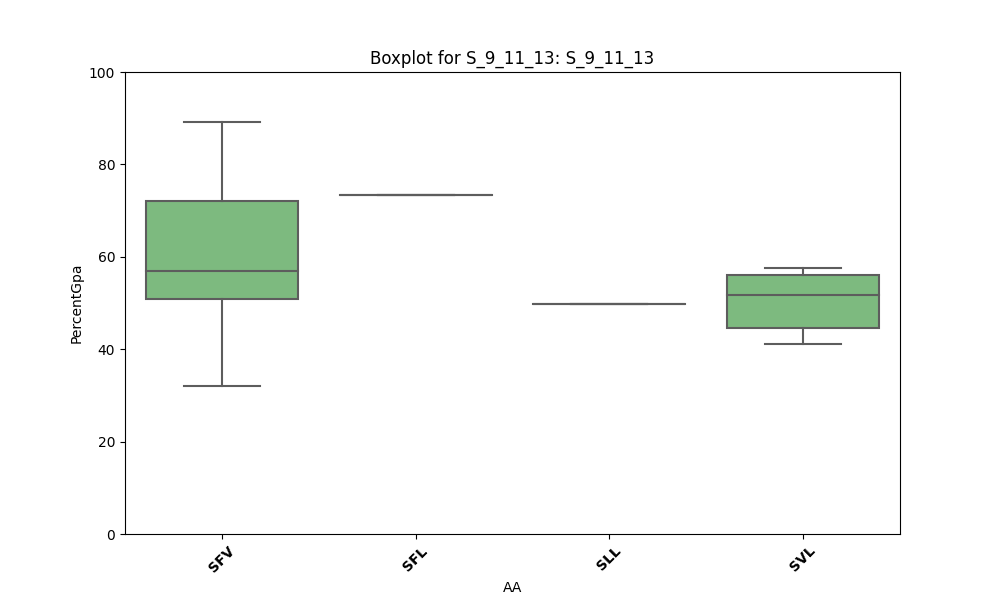 Boxplot for S_9_11_13: S_9_11_13
100
80
60
40
20
0
PercentGpa
SFV
SFL
SLL
SVL
AA